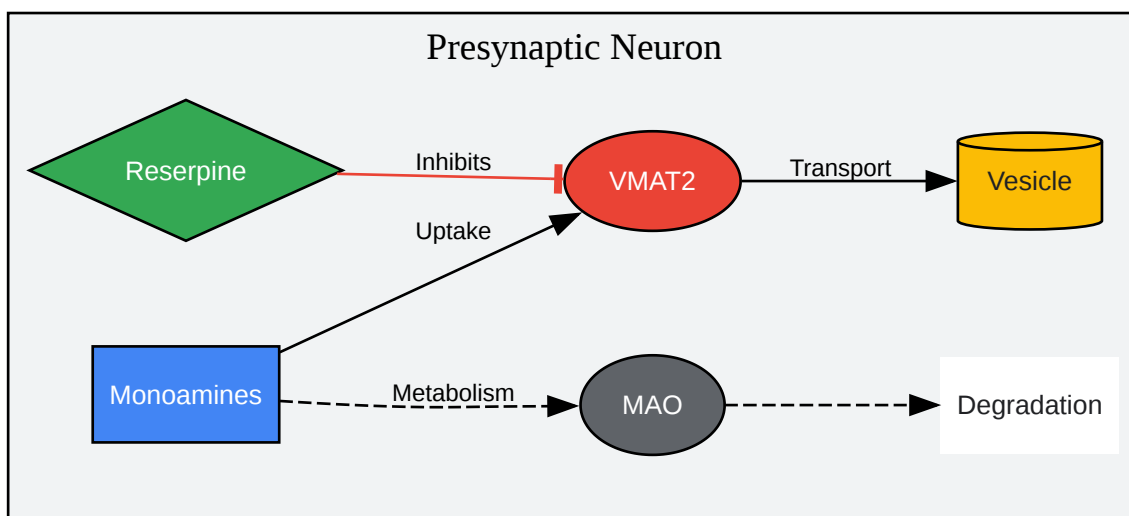 Presynaptic Neuron
Reserpine
Inhibits
VMAT2
Transport
Vesicle
Uptake
Monoamines
Metabolism
MAO
Degradation